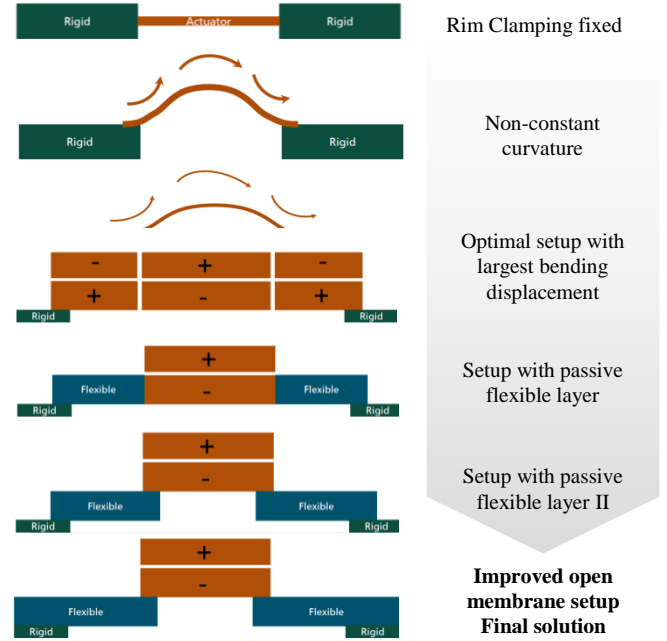 Rigid Actuator Rigid
Rim Clamping fixed
Rigid Rigid
Non-constant
curvature
- + -
+ - +
Rigid Rigid
Optimal setup with
largest bending
displacement
+
Flexible - Flexible
Rigid Rigid
Setup with passive
flexible layer
+
-
Flexible Flexible
Rigid Rigid
Setup with passive
flexible layer II
+
-
Flexible Flexible
Rigid Rigid
Improved open
membrane setup
Final solution